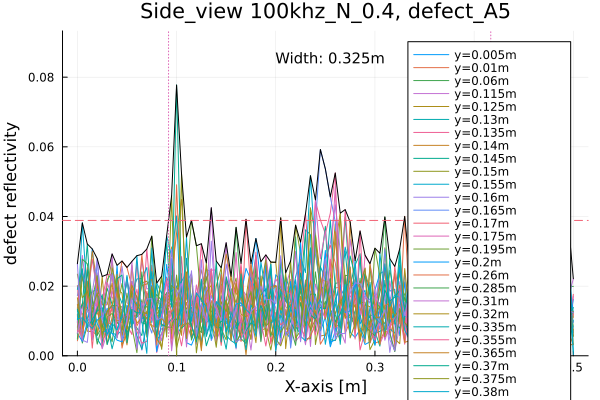 Side_view 100khz_N_0.4, defect_A5
Width: 0.325m
defect reflectivity
0.08
0.06
0.04
0.02
0.00
0.0
0.1
0.2
0.3
.5
X-axis [m]
y=0.005m
y=0.01m
y=0.06m
y=0.115m
y=0.125m
y=0.13m
y=0.135m
y=0.14m
y=0.145m
y=0.15m
y=0.155m
y=0.16m
y=0.165m
y=0.17m
y=0.175m
y=0.195m
y=0.2m
y=0.26m
y=0.285m
y=0.31m
y=0.32m
y=0.335m
y=0.355m
y=0.365m
y=0.37m
y=0.375m
y=0.38m